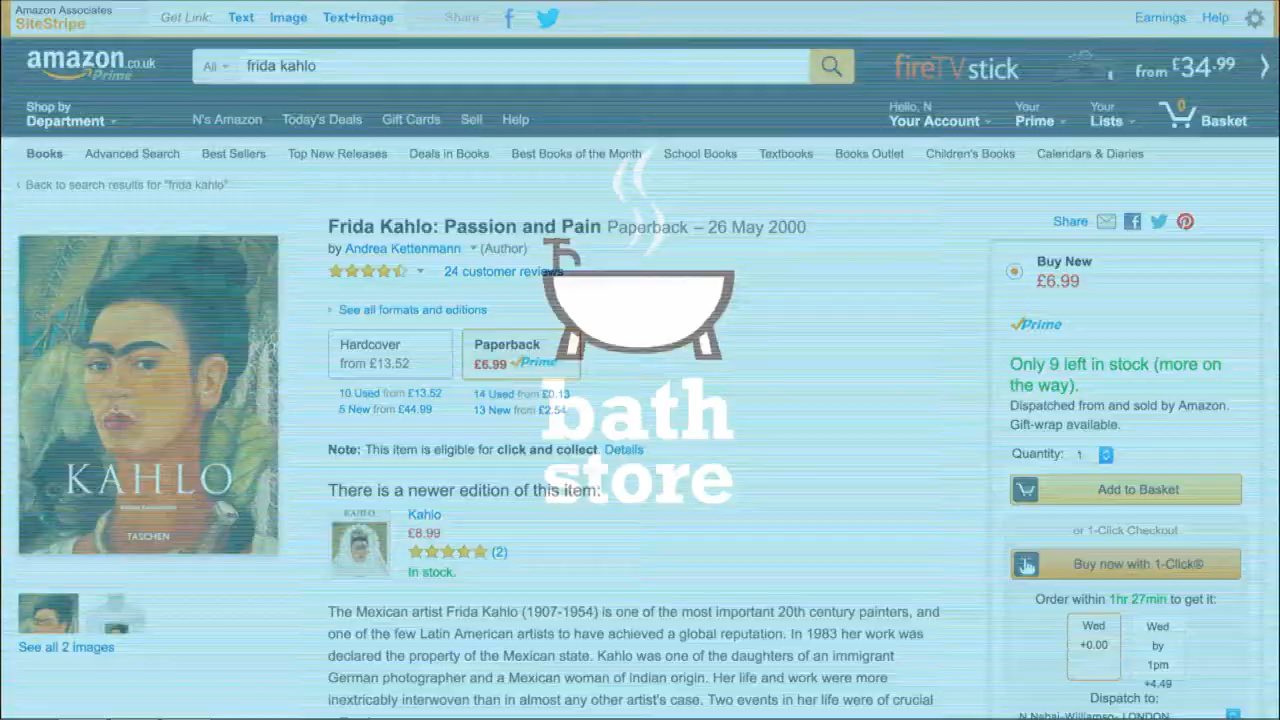 Amazon Associates
SiteStripe
Get Link: Text Image Text+Image Share
Earnings Help
amazon.co.uk
Prime
All frida kahlo
fireTVstick from £34.99
Shop by
Department
N's Amazon Today's Deals Gift Cards Sell Help
Hello, N
Your Account
Your
Prime
Your
Lists
0
Basket
Books Advanced Search Best Sellers Top New Releases Deals in Books Best Books of the Month School Books Textbooks Books Outlet Children's Books Calendars & Diaries
‹ Back to search results for "frida kahlo"
Frida Kahlo: Passion and Pain Paperback – 26 May 2000
by Andrea Kettenmann (Author)
24 customer reviews
See all formats and editions
Hardcover
from £13.52
Paperback
£6.99 Prime
10 Used from £13.52
5 New from £44.99
14 Used from £0.13
13 New from £2.54
Note: This item is eligible for click and collect. Details
There is a newer edition of this item:
KAHLO
Kahlo
£8.99
(2)
In stock.
The Mexican artist Frida Kahlo (1907-1954) is one of the most important 20th century painters, and
one of the few Latin American artists to have achieved a global reputation. In 1983 her work was
declared the property of the Mexican state. Kahlo was one of the daughters of an immigrant
German photographer and a Mexican woman of Indian origin. Her life and work were more
inextricably interwoven than in almost any other artist's case. Two events in her life were of crucial
KAHLO
TASCHEN
See all 2 images
bath
store
Share
Buy New
£6.99
Prime
Only 9 left in stock (more on
the way).
Dispatched from and sold by Amazon.
Gift-wrap available.
Quantity: 1
Add to Basket
or 1-Click Checkout
Buy now with 1-Click®
Order within 1hr 27min to get it:
Wed
+0.00
Wed
by
1pm
+4.49
Dispatch to: